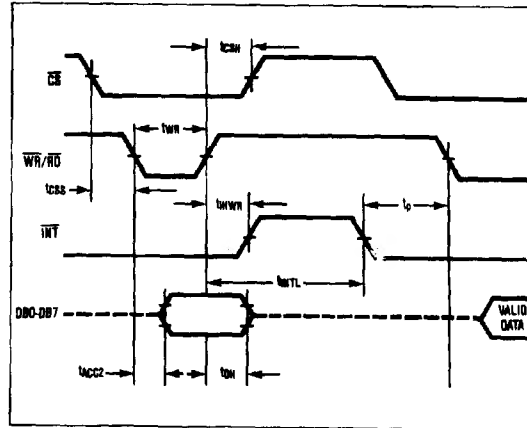 tCSH
CS
tWR
WR/RD
tCSS
tIHWR
tP
INT
tINTL
DB0-DB7
VALID
DATA
tACC2
tDH